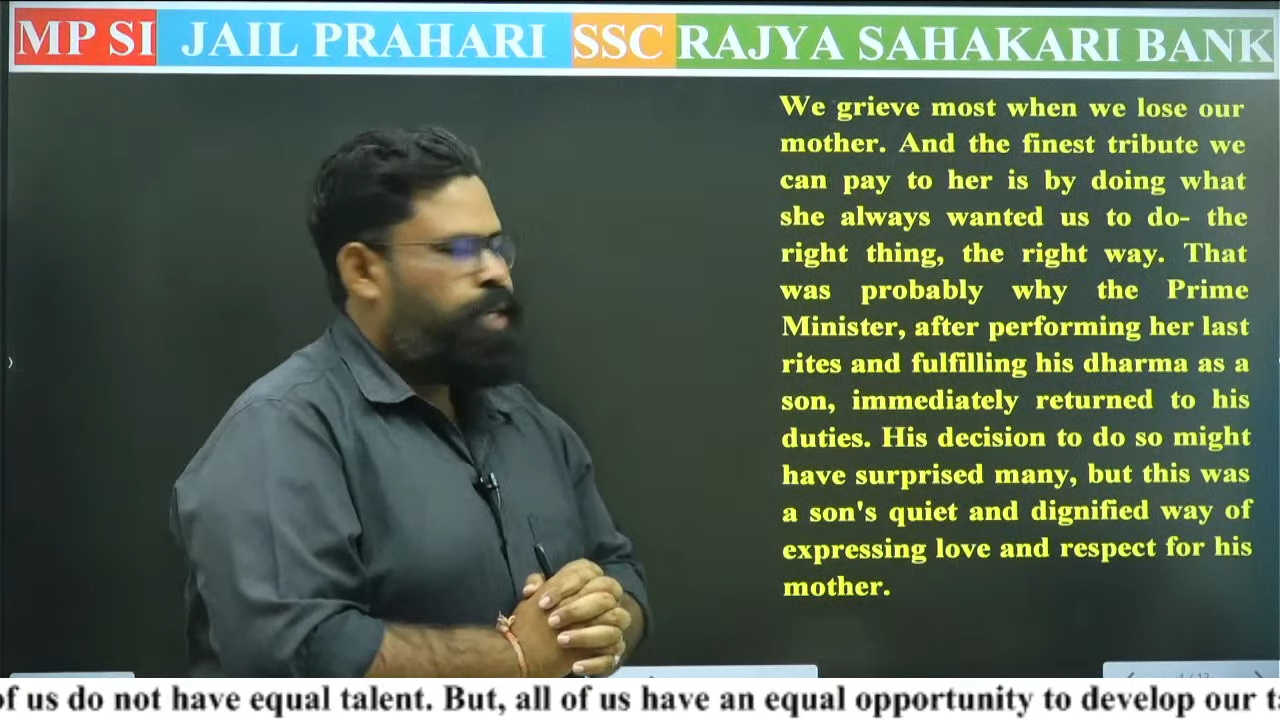 MP SI JAIL PRAHARI SSC RAJYA SAHAKARI BANK
We grieve most when we lose our
mother. And the finest tribute we
can pay to her is by doing what
she always wanted us to do- the
right thing, the right way. That
was probably why the Prime
Minister, after performing her last
rites and fulfilling his dharma as a
son, immediately returned to his
duties. His decision to do so might
have surprised many, but this was
a son's quiet and dignified way of
expressing love and respect for his
mother.
of us do not have equal talent. But, all of us have an equal opportunity to develop our